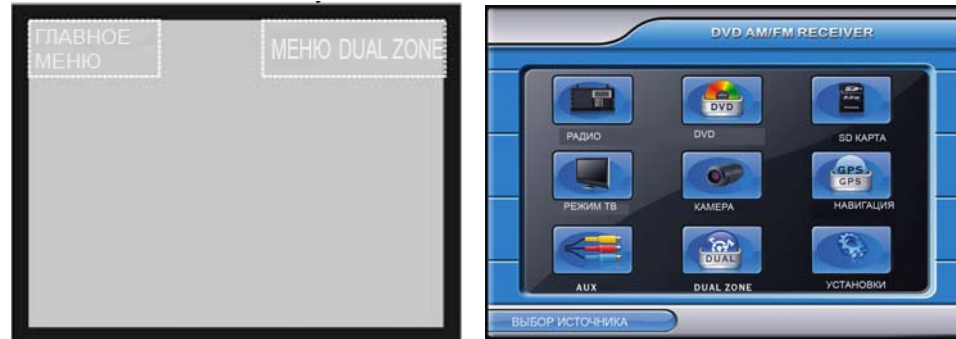 ГЛАВНОЕ
МЕНЮ
МЕНЮ DUAL ZONE
DVD AM/FM RECEIVER
DVD
SD
GPS
GPS
DUAL
РАДИО
DVD
SD КАРТА
РЕЖИМ ТВ
КАМЕРА
НАВИГАЦИЯ
AUX
DUAL ZONE
УСТАНОВКИ
ВЫБОР ИСТОЧНИКА